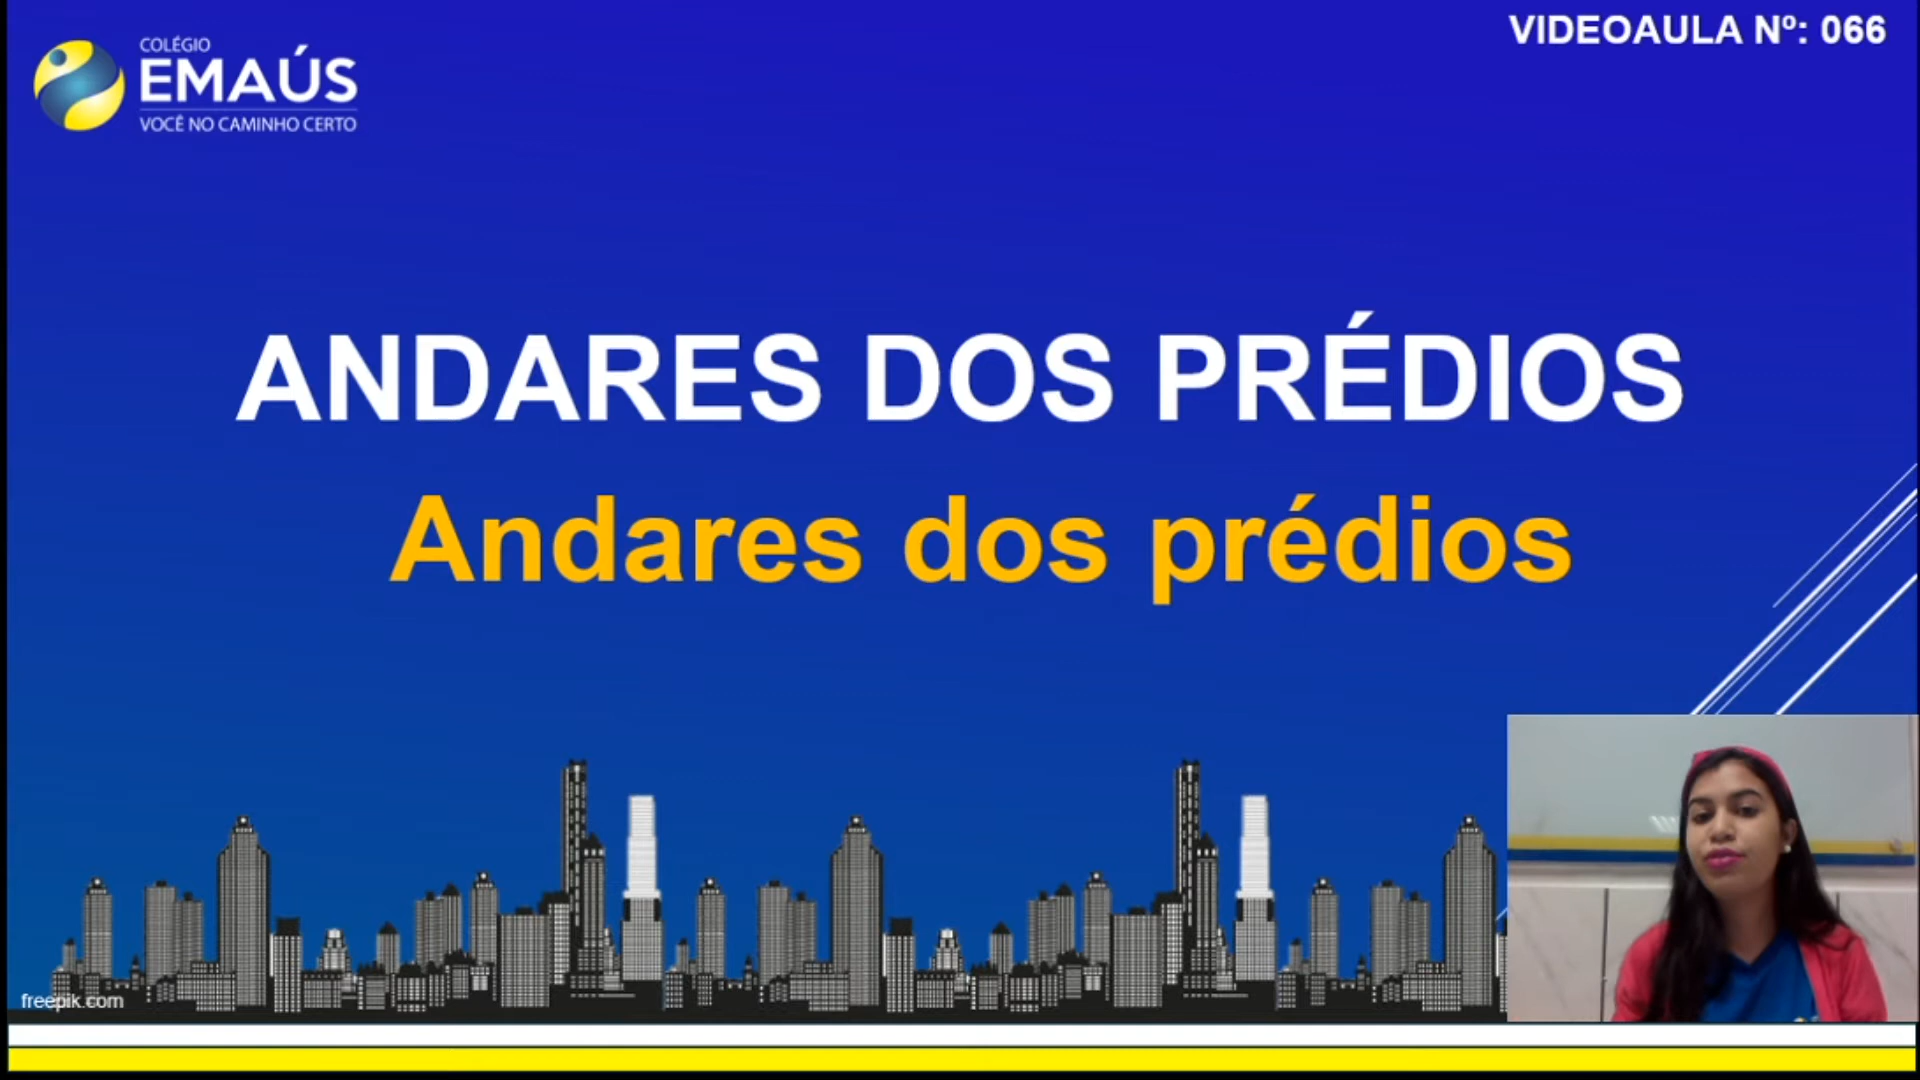 VIDEOAULA Nº: 066
COLÉGIO
EMAÚS
VOCÊ NO CAMINHO CERTO
ANDARES DOS PRÉDIOS
Andares dos prédios
freepik.com